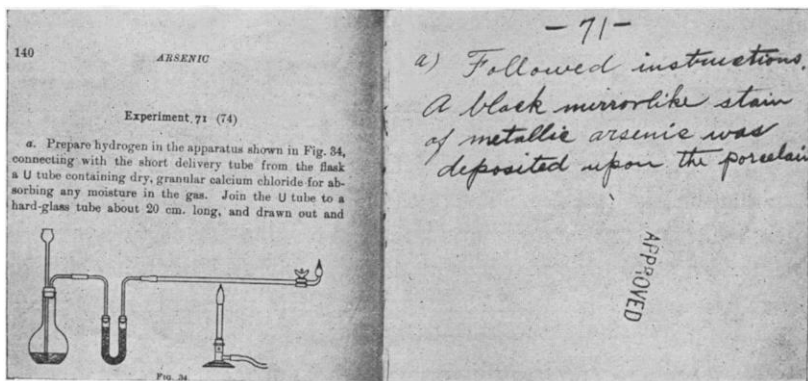 140
ARSENIC
Experiment 71 (74)
a. Prepare hydrogen in the apparatus shown in Fig. 34,
connecting with the short delivery tube from the flask
a U tube containing dry, granular calcium chloride for ab-
sorbing any moisture in the gas. Join the U tube to a
hard-glass tube about 20 cm. long, and drawn out and
FIG. 34
-71-
a) Followed instructions.
A black mirrorlike stain
of metallic arsenic was
deposited upon the porcelain
APPROVED